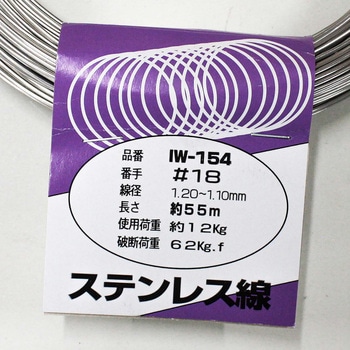 品番 IW-154
番手 #18
線径 1.20~1.10mm
長さ 約55m
使用荷重 約12Kg
破断荷重 62Kg.f
ステンレス線